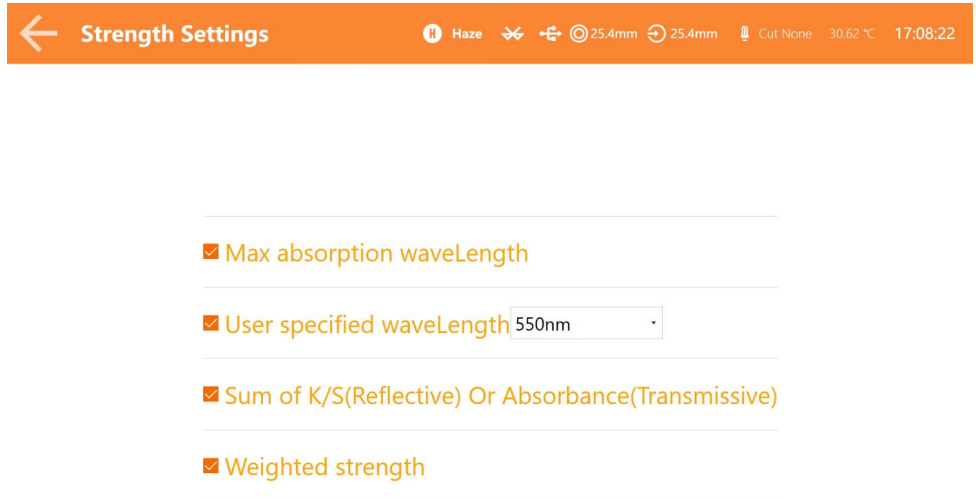 Strength Settings H Haze 25.4mm 25.4mm Cut None 30.62 ℃ 17:08:22
Max absorption waveLength
User specified waveLength 550nm
Sum of K/S(Reflective) Or Absorbance(Transmissive)
Weighted strength